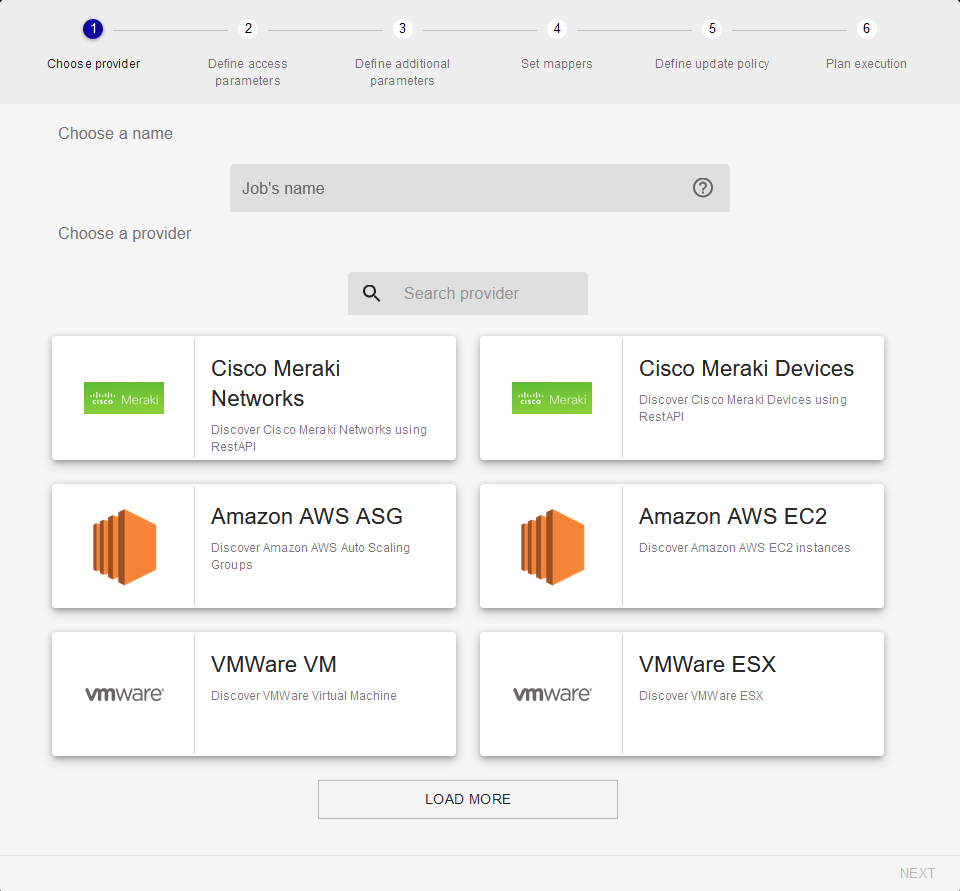 1
2
3
4
5
6
Choose provider
Define access
parameters
Define additional
parameters
Set mappers
Define update policy
Plan execution
Choose a name
Job's name
?
Choose a provider
Search provider
cisco Meraki
Cisco Meraki
Networks
Discover Cisco Meraki Networks using
RestAPI
cisco Meraki
Cisco Meraki Devices
Discover Cisco Meraki Devices using
RestAPI
Amazon AWS ASG
Discover Amazon AWS Auto Scaling
Groups
Amazon AWS EC2
Discover Amazon AWS EC2 instances
vmware®
VMWare VM
Discover VMWare Virtual Machine
vmware®
VMWare ESX
Discover VMWare ESX
LOAD MORE
NEXT